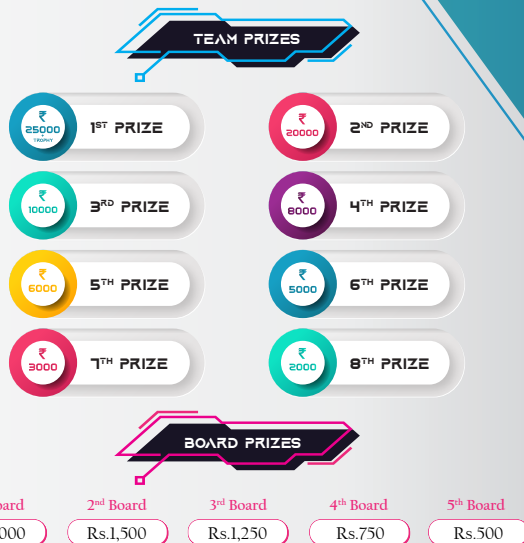 TEAM PRIZES
₹ 25000 + TROPHY 1ST PRIZE
₹ 20000 2ND PRIZE
₹ 10000 3RD PRIZE
₹ 8000 4TH PRIZE
₹ 6000 5TH PRIZE
₹ 5000 6TH PRIZE
₹ 3000 7TH PRIZE
₹ 2000 8TH PRIZE
BOARD PRIZES
2nd Board 3rd Board 4th Board 5th Board
Rs.1,500 Rs.1,250 Rs.750 Rs.500